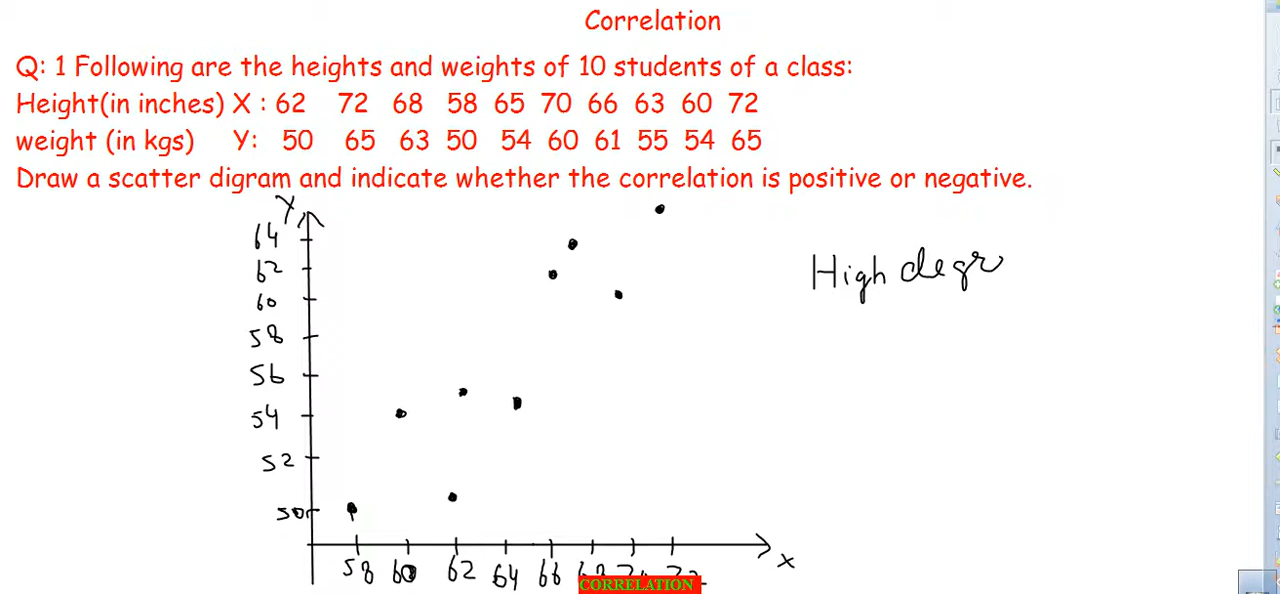 Correlation
Q: 1 Following are the heights and weights of 10 students of a class:
Height(in inches) X : 62 72 68 58 65 70 66 63 60 72
weight (in kgs) Y: 50 65 63 50 54 60 61 55 54 65
Draw a scatter digram and indicate whether the correlation is positive or negative.
Y
64
62
60
58
56
54
52
50
High degr
58 60 62 64 66
X
CORRELATION